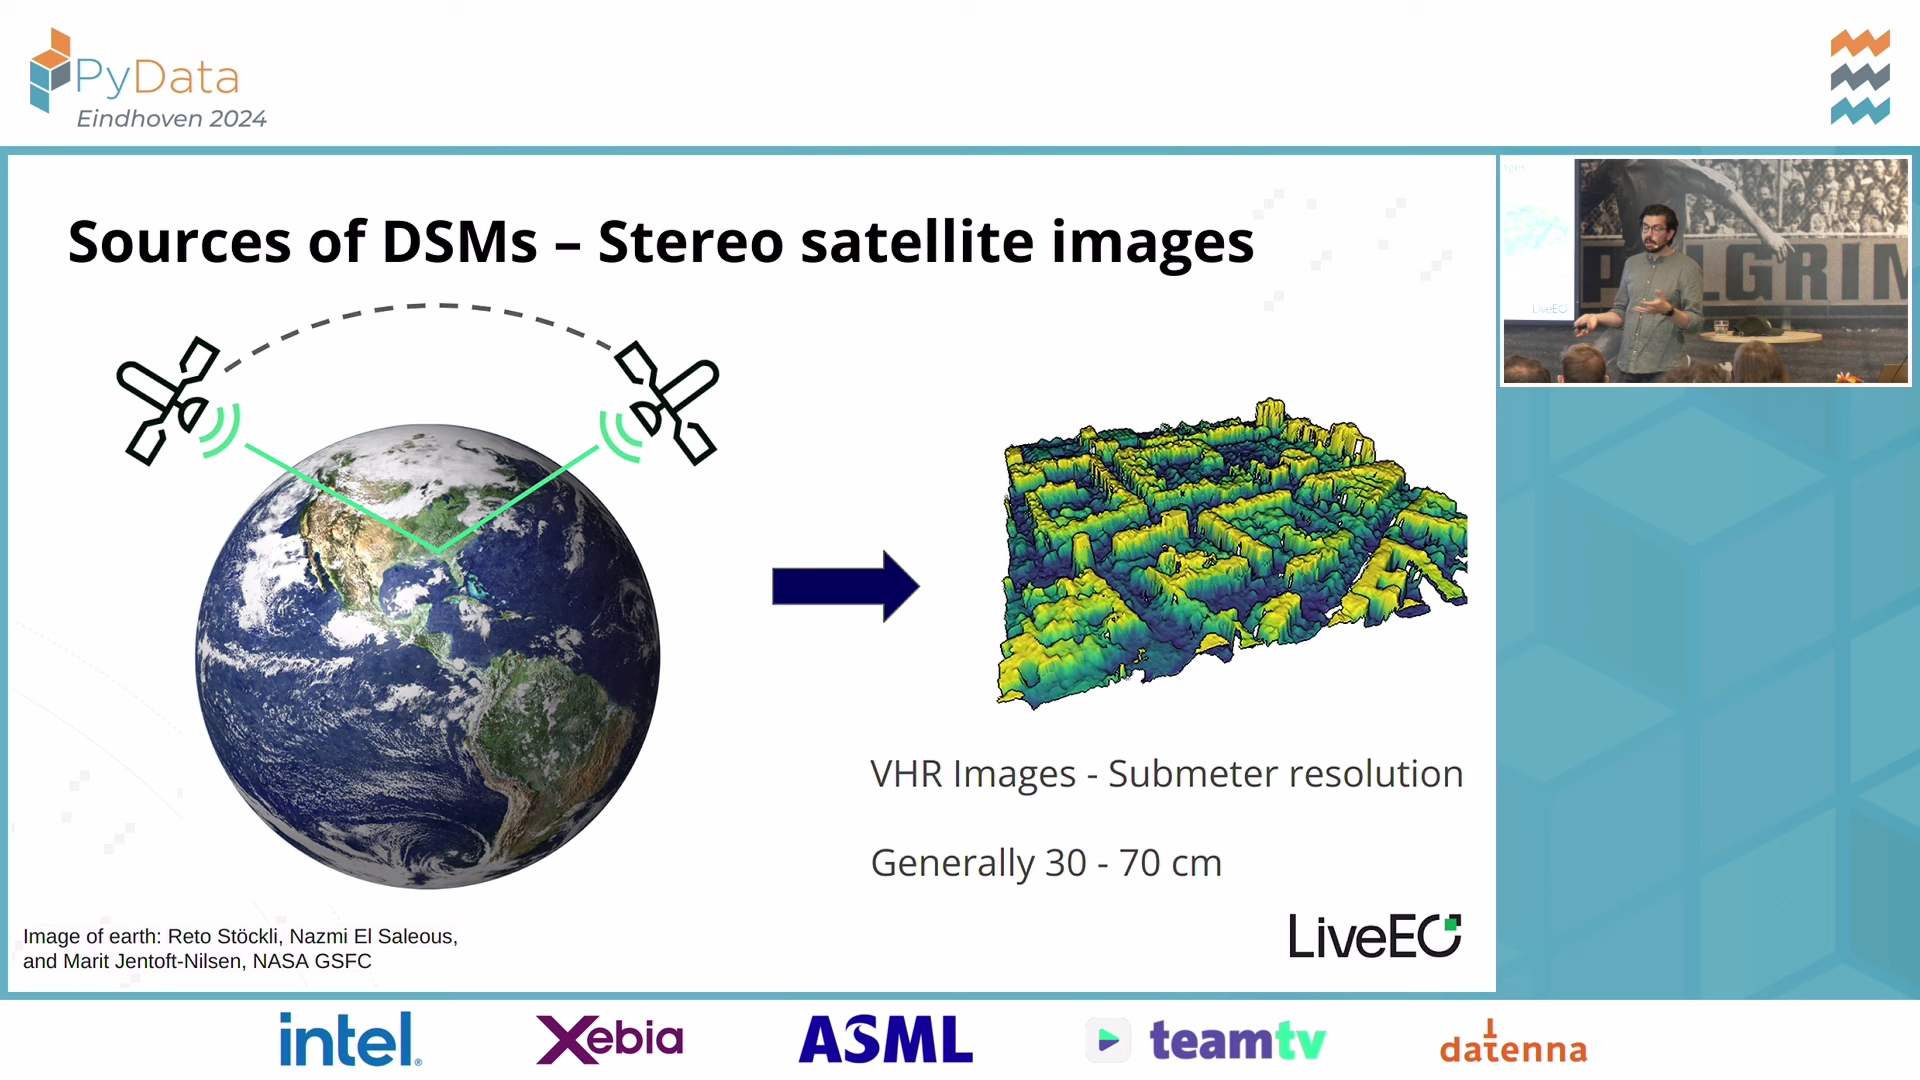 PyData
Eindhoven 2024
Sources of DSMs – Stereo satellite images
LiveEO
VHR Images - Submeter resolution
Generally 30 - 70 cm
LiveEO
Image of earth: Reto Stöckli, Nazmi El Saleous,
and Marit Jentoft-Nilsen, NASA GSFC
intel
Xebia
ASML
teamtv
datenna